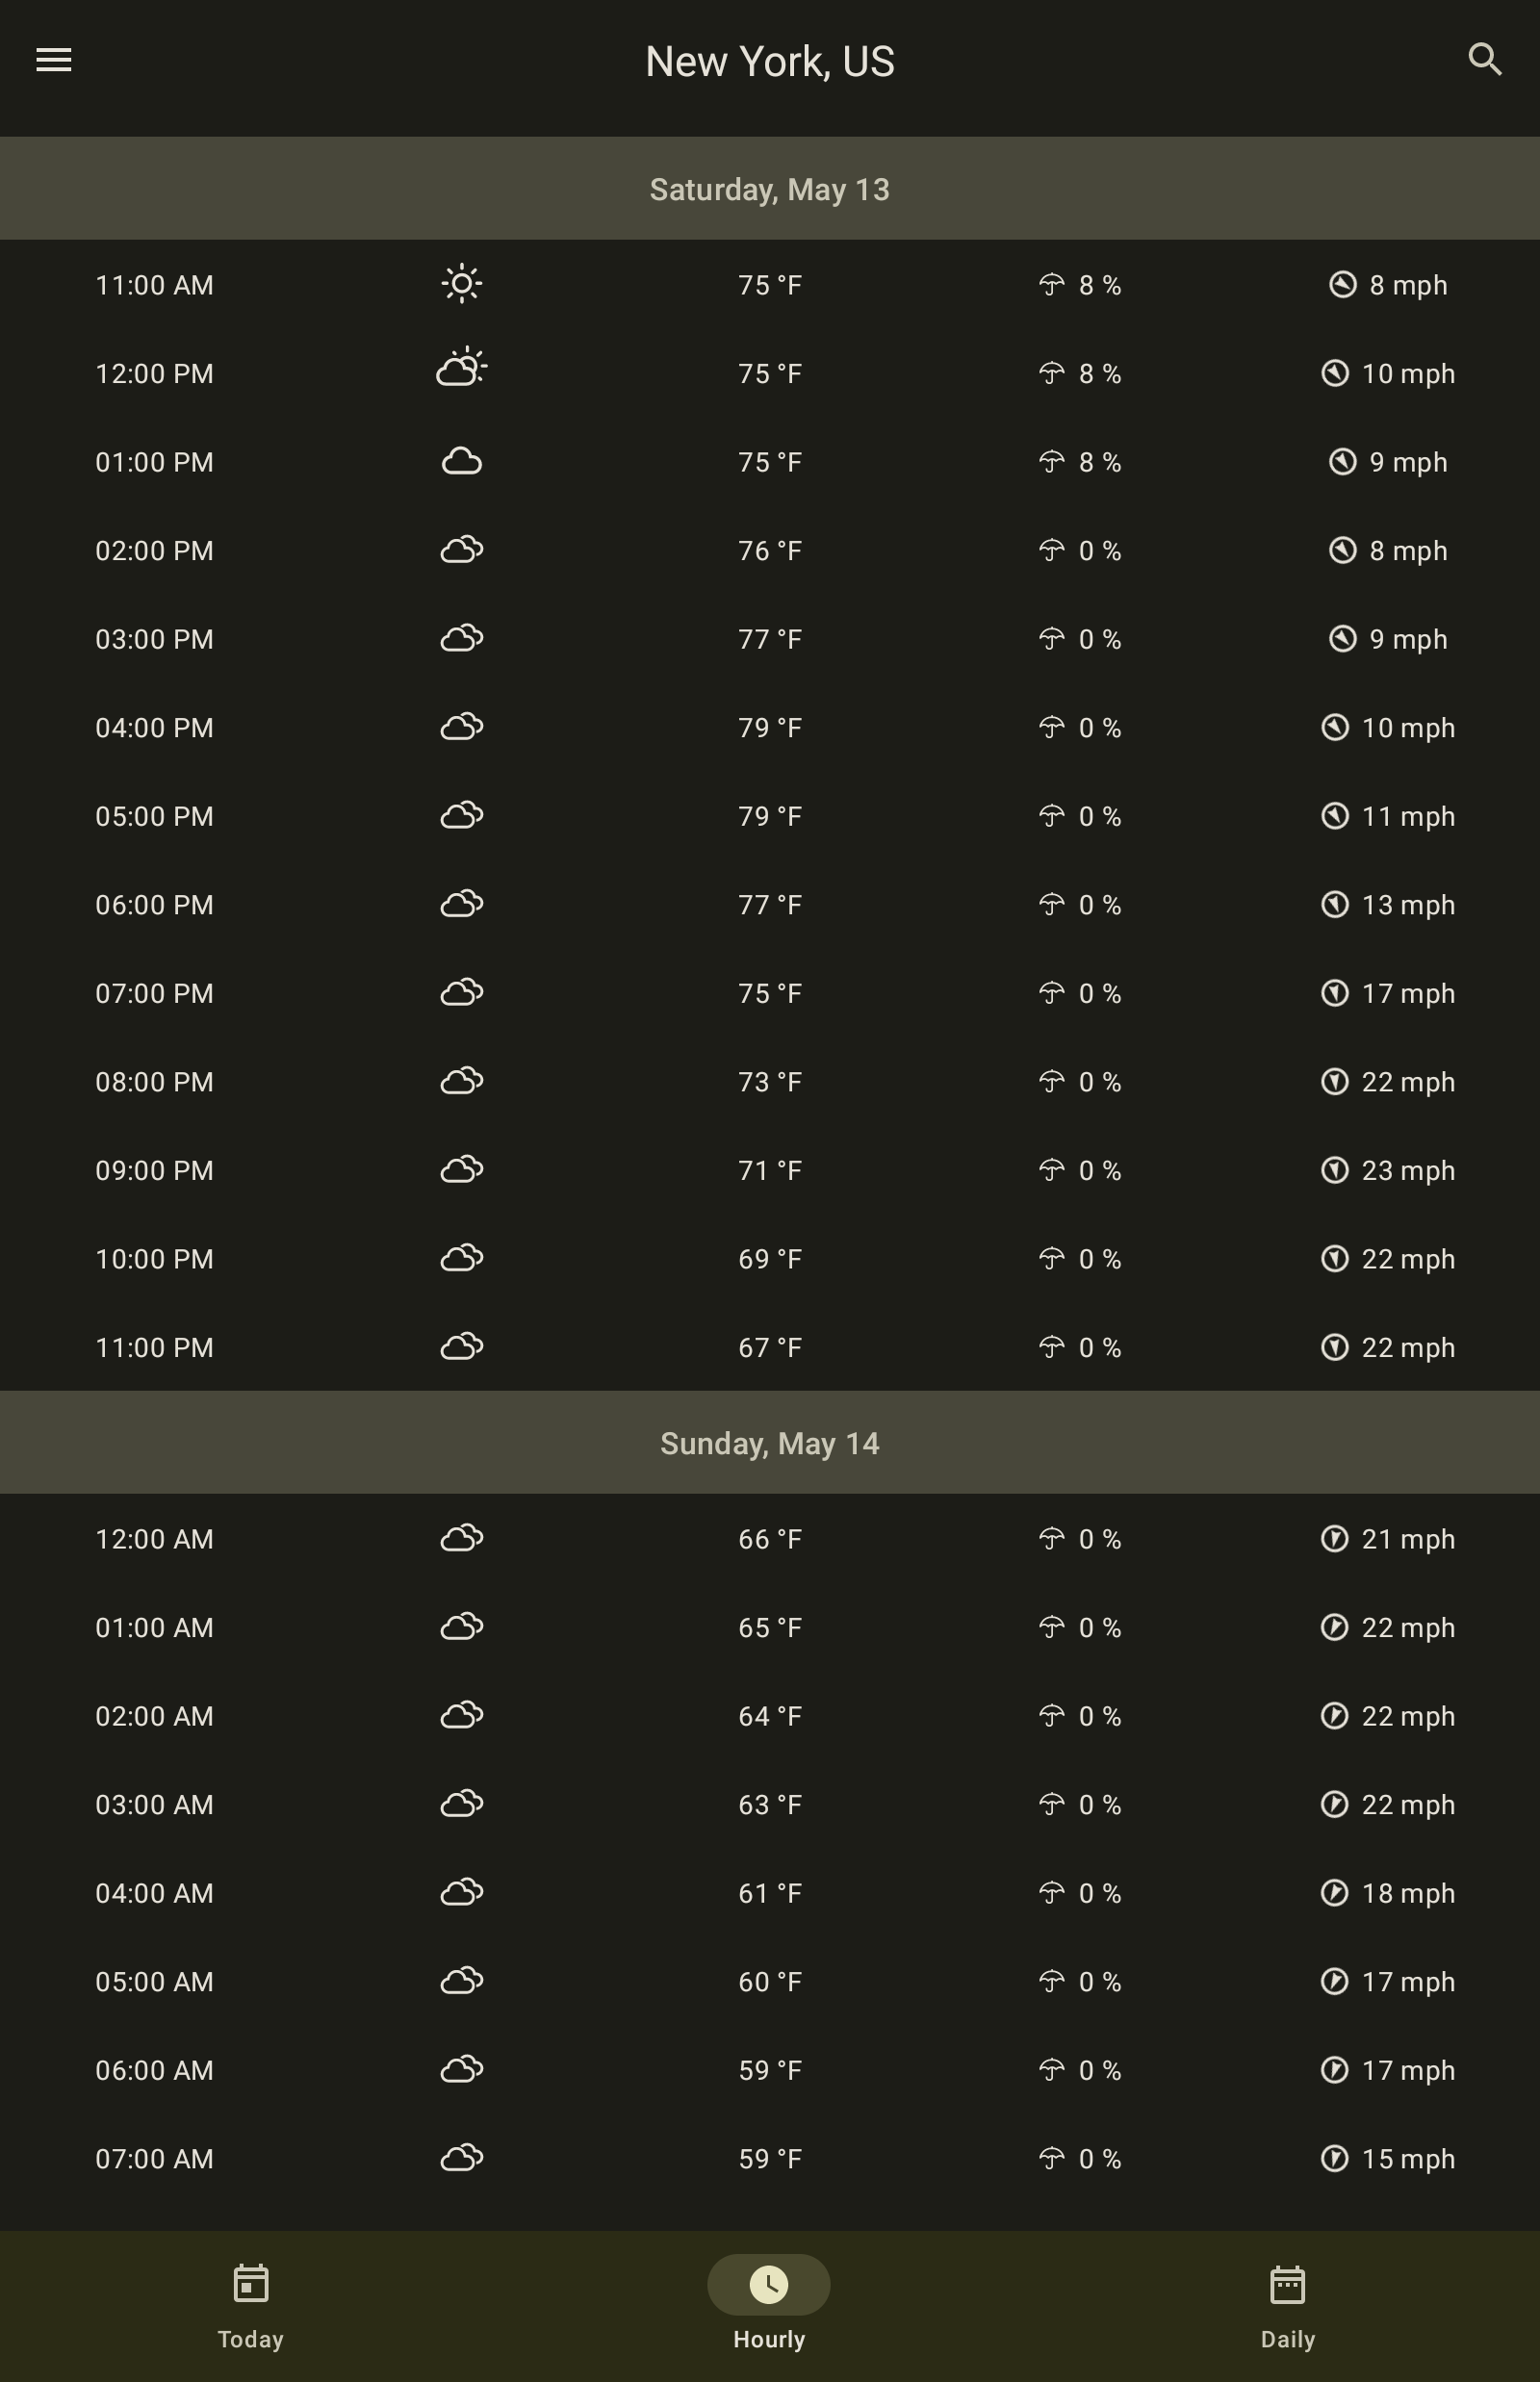 New York, US
Saturday, May 13
11:00 AM 75 °F 8 % 8 mph
12:00 PM 75 °F 8 % 10 mph
01:00 PM 75 °F 8 % 9 mph
02:00 PM 76 °F 0 % 8 mph
03:00 PM 77 °F 0 % 9 mph
04:00 PM 79 °F 0 % 10 mph
05:00 PM 79 °F 0 % 11 mph
06:00 PM 77 °F 0 % 13 mph
07:00 PM 75 °F 0 % 17 mph
08:00 PM 73 °F 0 % 22 mph
09:00 PM 71 °F 0 % 23 mph
10:00 PM 69 °F 0 % 22 mph
11:00 PM 67 °F 0 % 22 mph
Sunday, May 14
12:00 AM 66 °F 0 % 21 mph
01:00 AM 65 °F 0 % 22 mph
02:00 AM 64 °F 0 % 22 mph
03:00 AM 63 °F 0 % 22 mph
04:00 AM 61 °F 0 % 18 mph
05:00 AM 60 °F 0 % 17 mph
06:00 AM 59 °F 0 % 17 mph
07:00 AM 59 °F 0 % 15 mph
Today Hourly Daily